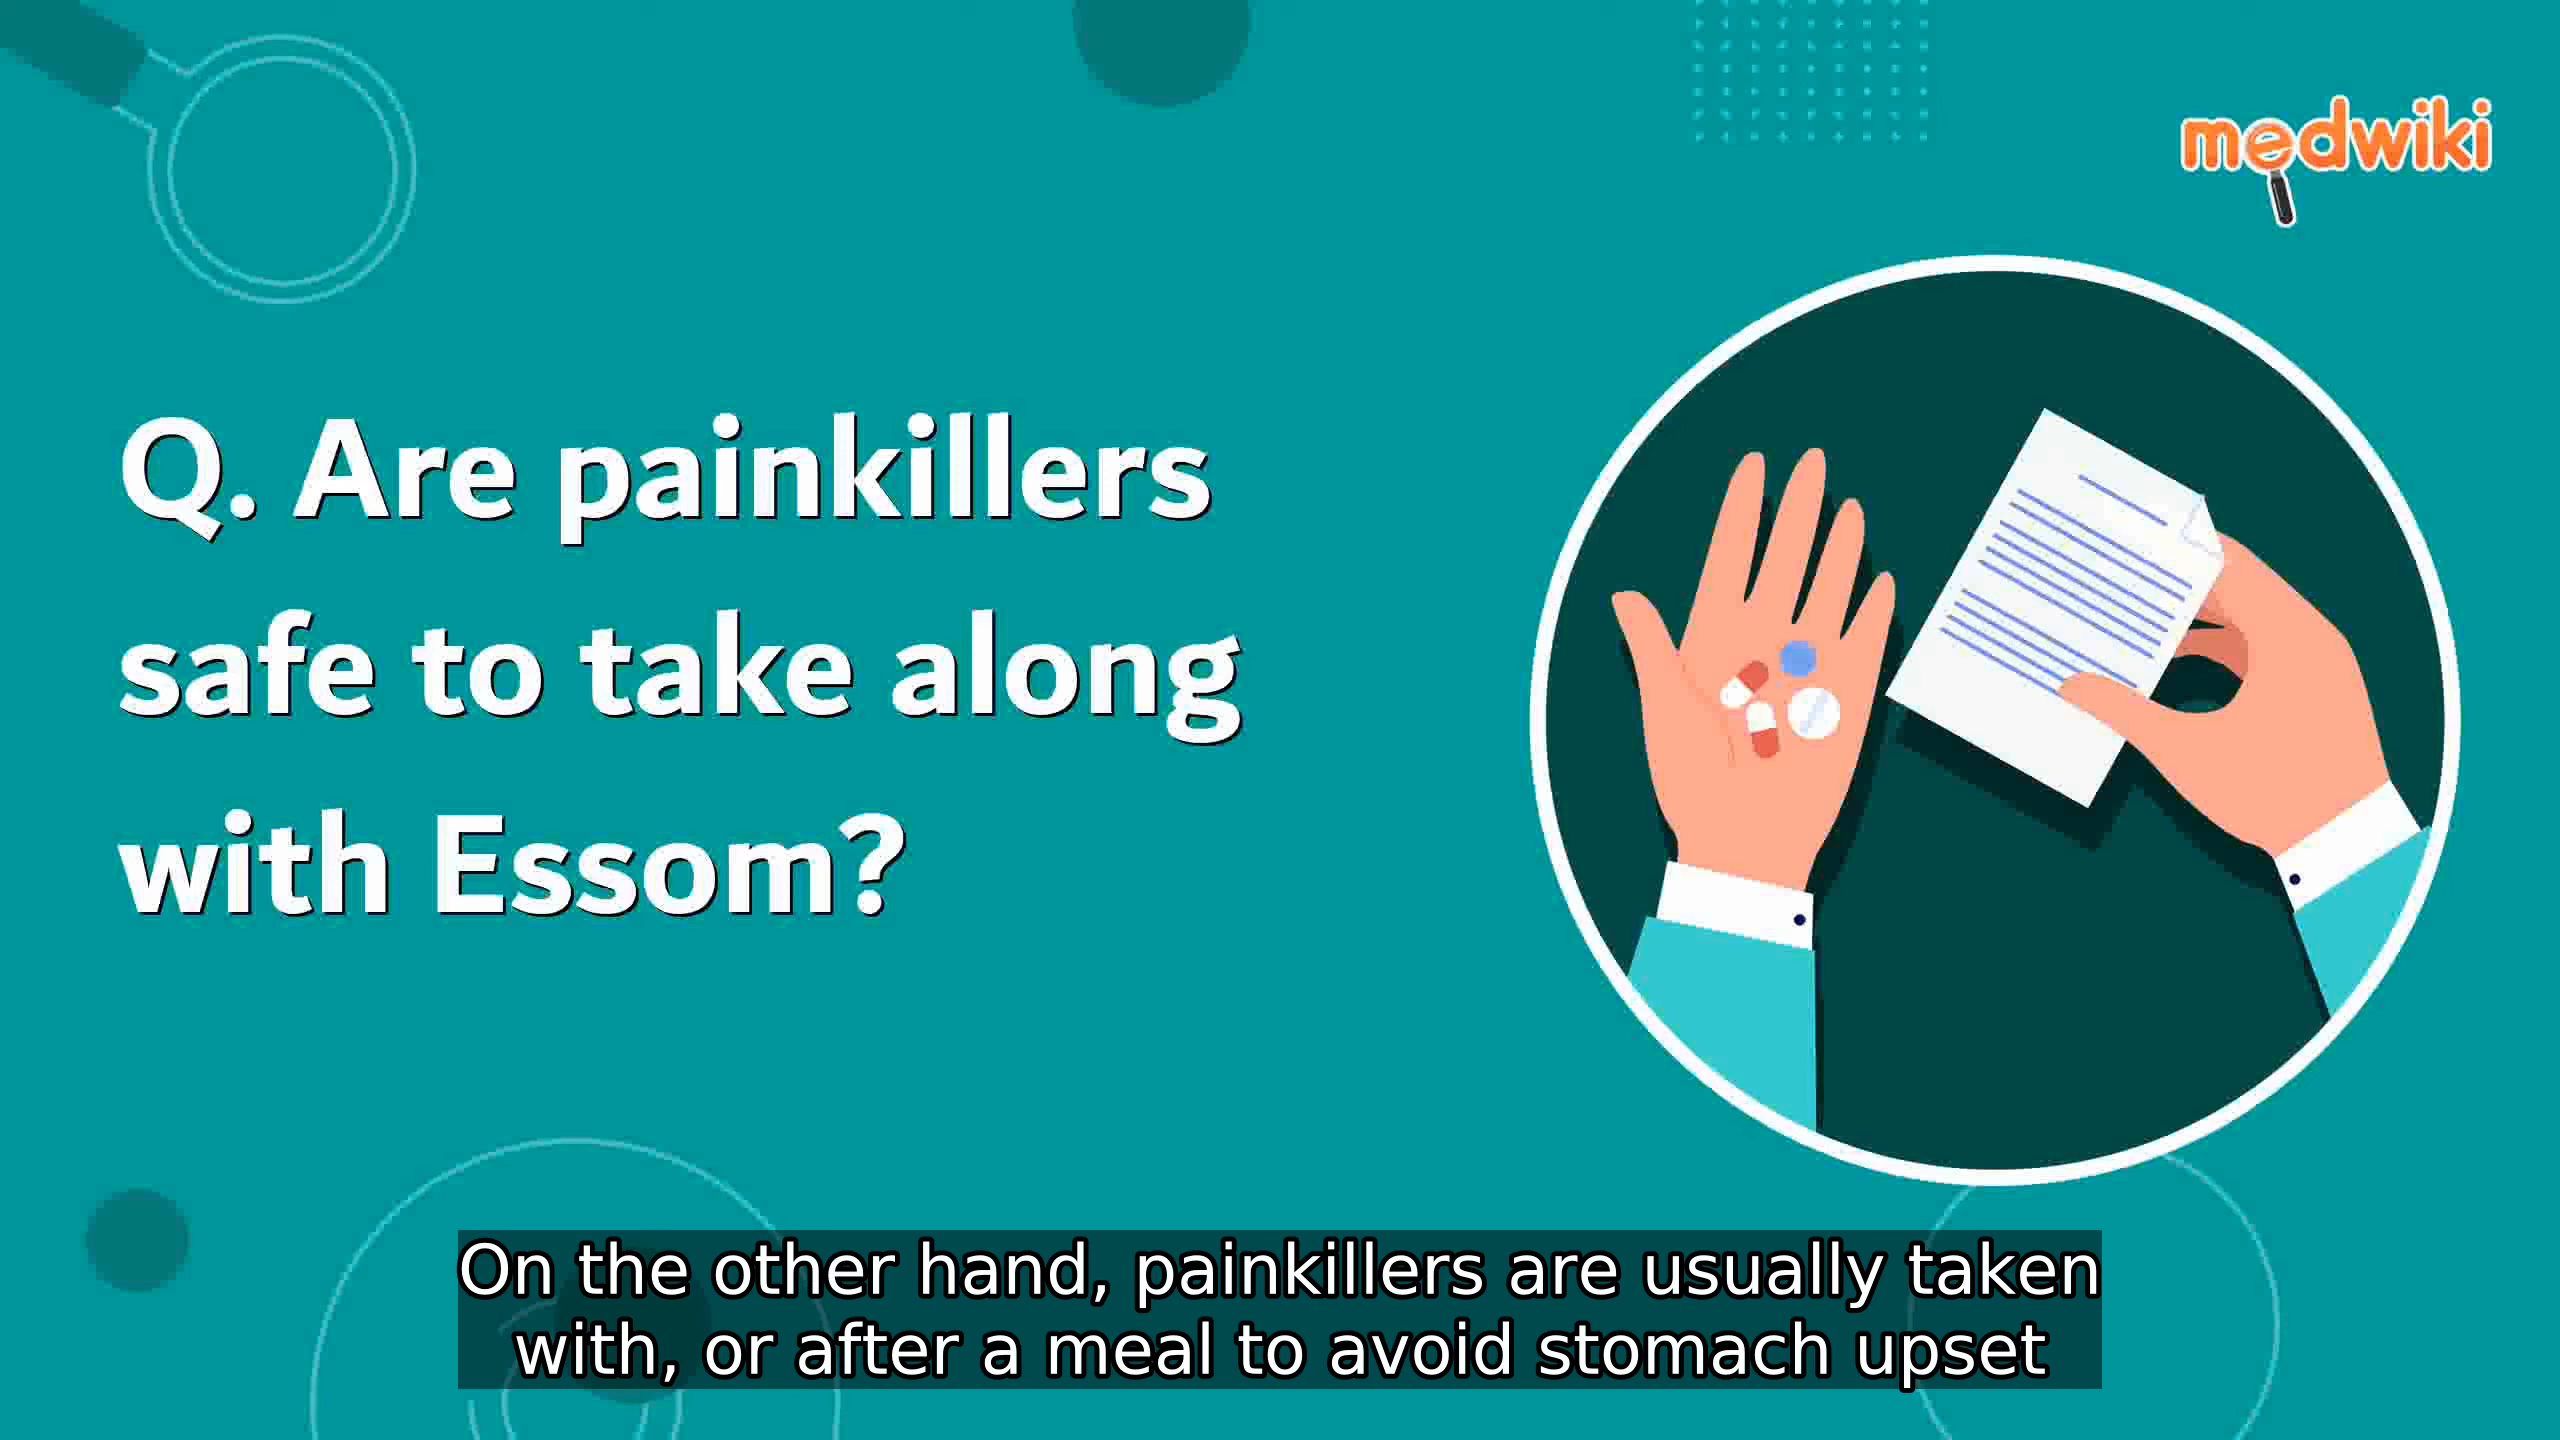 medwiki
Q. Are painkillers
safe to take along
with Essom?
On the other hand, painkillers are usually taken
with, or after a meal to avoid stomach upset